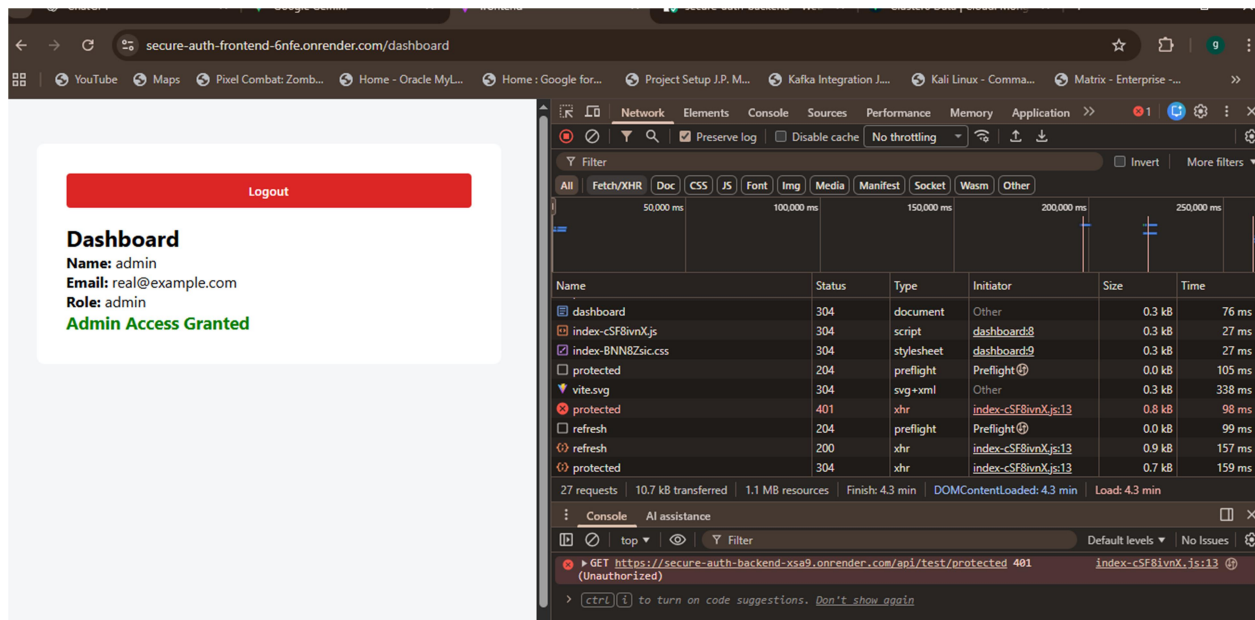 secure-auth-frontend-6nfe.onrender.com/dashboard
g
YouTube Maps Pixel Combat: Zomb... Home - Oracle MyL... Home : Google for... Project Setup J.P. M... Kafka Integration J.... Kali Linux - Comma... Matrix - Enterprise -... »
Logout
Dashboard
Name: admin
Email: real@example.com
Role: admin
Admin Access Granted
Network Elements Console Sources Performance Memory Application » 1
Preserve log Disable cache No throttling
Filter Invert More filters
All Fetch/XHR Doc CSS JS Font Img Media Manifest Socket Wasm Other
50,000 ms 100,000 ms 150,000 ms 200,000 ms 250,000 ms
Name Status Type Initiator Size Time
dashboard 304 document Other 0.3 kB 76 ms
index-cSF8ivnX.js 304 script dashboard:8 0.3 kB 27 ms
index-BNN8Zsic.css 304 stylesheet dashboard:9 0.3 kB 27 ms
protected 204 preflight Preflight 0.0 kB 105 ms
vite.svg 304 svg+xml Other 0.3 kB 338 ms
protected 401 xhr index-cSF8ivnX.js:13 0.8 kB 98 ms
refresh 204 preflight Preflight 0.0 kB 99 ms
refresh 200 xhr index-cSF8ivnX.js:13 0.9 kB 157 ms
protected 304 xhr index-cSF8ivnX.js:13 0.7 kB 159 ms
27 requests 10.7 kB transferred 1.1 MB resources Finish: 4.3 min DOMContentLoaded: 4.3 min Load: 4.3 min
Console AI assistance
top Filter Default levels No Issues
GET https://secure-auth-backend-xsa9.onrender.com/api/test/protected 401 index-cSF8ivnX.js:13
(Unauthorized)
ctrl i to turn on code suggestions. Don't show again